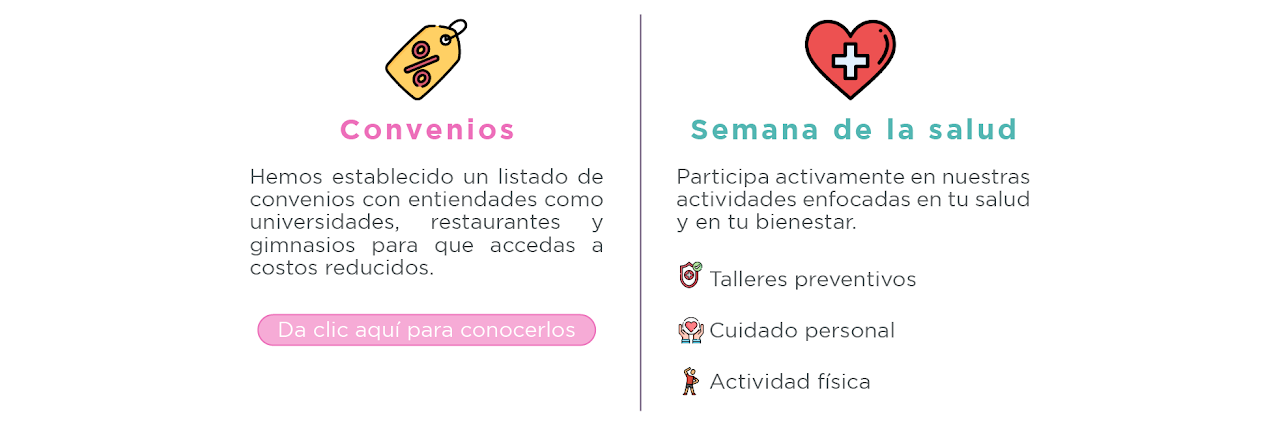 Convenios
Hemos establecido un listado de
convenios con entiendades como
universidades, restaurantes y
gimnasios para que accedas a
costos reducidos.
Da clic aquí para conocerlos
Semana de la salud
Participa activamente en nuestras
actividades enfocadas en tu salud
y en tu bienestar.
Talleres preventivos
Cuidado personal
Actividad física